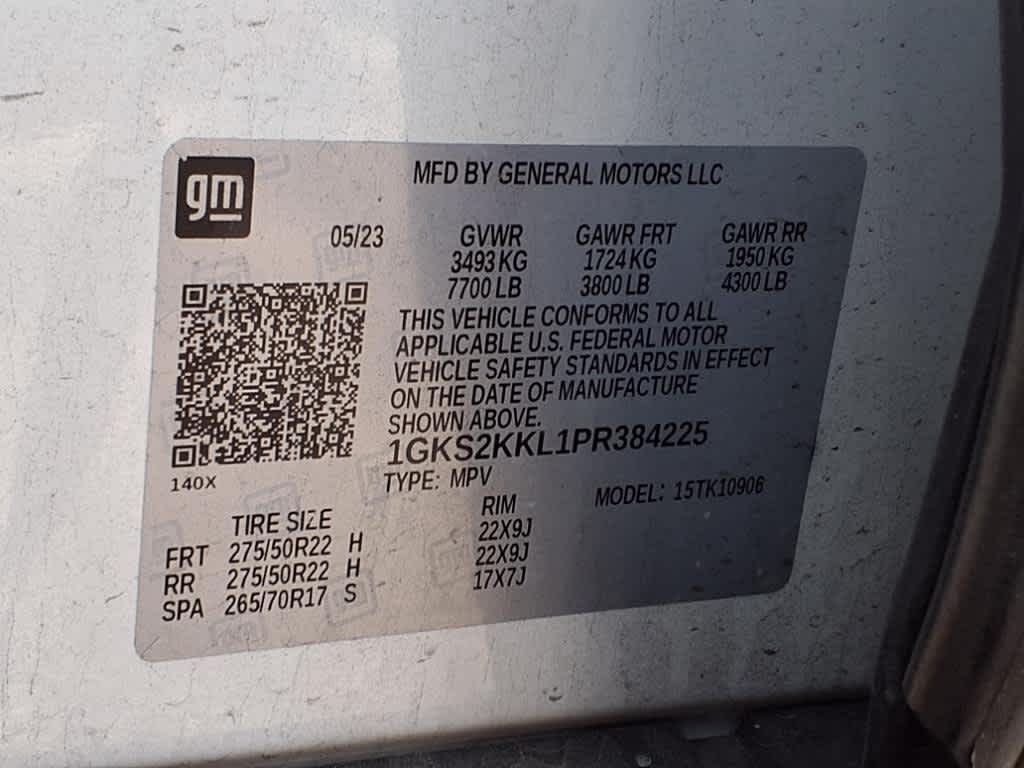 gm
MFD BY GENERAL MOTORS LLC
05/23 GVWR GAWR FRT GAWR RR
3493 KG 1724 KG 1950 KG
7700 LB 3800 LB 4300 LB
THIS VEHICLE CONFORMS TO ALL
APPLICABLE U.S. FEDERAL MOTOR
VEHICLE SAFETY STANDARDS IN EFFECT
ON THE DATE OF MANUFACTURE
SHOWN ABOVE.
1GKS2KKL1PR384225
140X
TYPE: MPV MODEL: 15TK10906
TIRE SIZE RIM
FRT 275/50R22 H 22X9J
RR 275/50R22 H 22X9J
SPA 265/70R17 S 17X7J